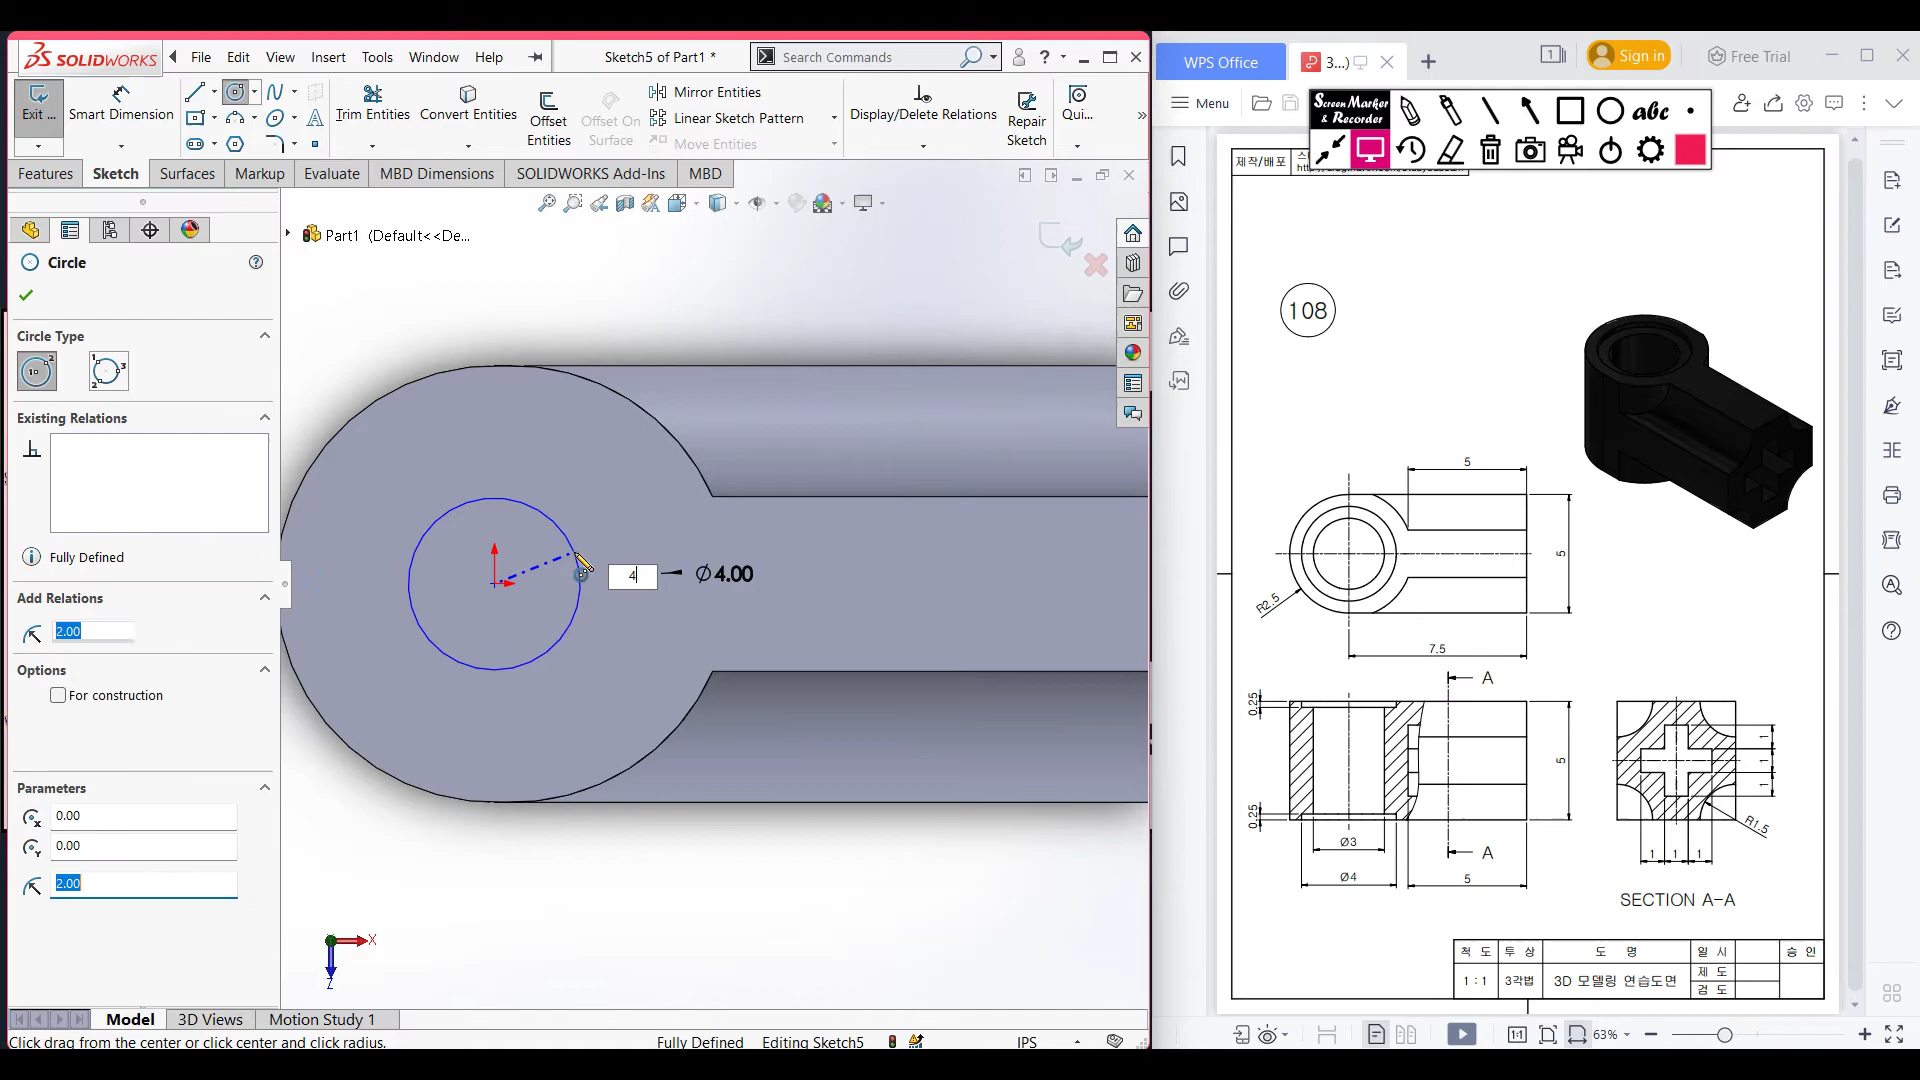 SOLIDWORKS
File Edit View Insert Tools Window Help
Sketch5 of Part1 *
Search Commands
Exit ...
Smart Dimension
Trim Entities
Convert Entities
Offset Entities
Offset On Surface
Mirror Entities
Linear Sketch Pattern
Move Entities
Display/Delete Relations
Repair Sketch
Qui...
Features Sketch Surfaces Markup Evaluate MBD Dimensions SOLIDWORKS Add-Ins MBD
Part1 (Default<<De...
Circle
Circle Type
Existing Relations
Fully Defined
Add Relations
2.00
Options
For construction
Parameters
0.00
0.00
2.00
4
Ø4.00
X
Z
Model 3D Views Motion Study 1
Click drag from the center or click center and click radius.
Fully Defined
Editing Sketch5
IPS
WPS Office
3...)
Sign in
Free Trial
Menu
Screen Marker & Recorder
abc
제작/배포
108
5
5
R2.5
7.5
A
0.25
0.25
5
Ø3
A
Ø4
5
1
1
1
R1.5
1 1 1
SECTION A-A
척 도 투 상 도 명 일 시 승 인
1 : 1 3각법 3D 모델링 연습도면 제 도
검 도
1:1
63%